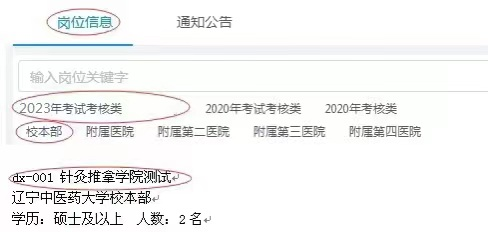 岗位信息 通知公告
输入岗位关键字
2023年考试考核类 2020年考试考核类 2020年考核类
校本部 附属医院 附属第二医院 附属第三医院 附属第四医院
dx-001 针灸推拿学院测试
辽宁中医药大学校本部
学历：硕士及以上 人数：2名